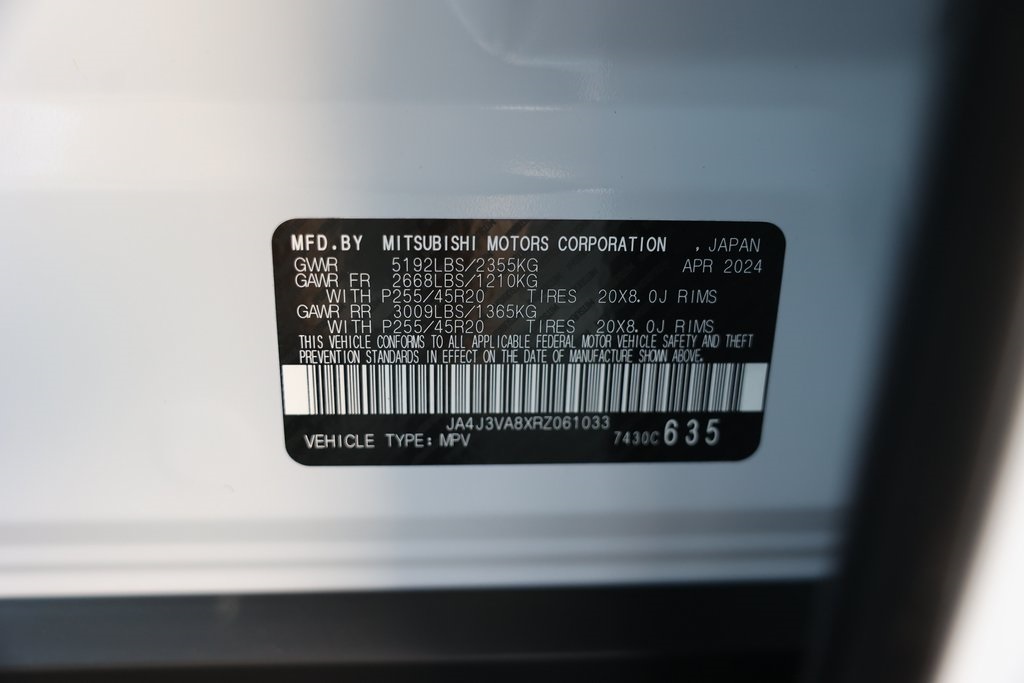 MFD.BY MITSUBISHI MOTORS CORPORATION , JAPAN
GVWR 5192LBS/2355KG APR 2024
GAWR FR 2668LBS/1210KG
WITH P255/45R20 TIRES 20X8.0J RIMS
GAWR RR 3009LBS/1365KG
WITH P255/45R20 TIRES 20X8.0J RIMS
THIS VEHICLE CONFORMS TO ALL APPLICABLE FEDERAL MOTOR VEHICLE SAFETY AND THEFT
PREVENTION STANDARDS IN EFFECT ON THE DATE OF MANUFACTURE SHOWN ABOVE.
JA4J3VA8XRZ061033
VEHICLE TYPE: MPV 7430C 635